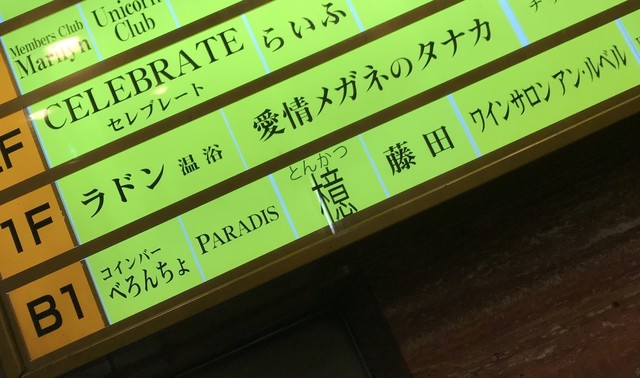 Members Club
Marilyn
Unicorn
Club
CELEBRATE
セレブレート
らいふ
1F
ラドン 温浴
愛情メガネのタナカ
B1
コインバー
べろんちょ
PARADIS
とんかつ
檍
藤田
ワインサロンアン・ルベル